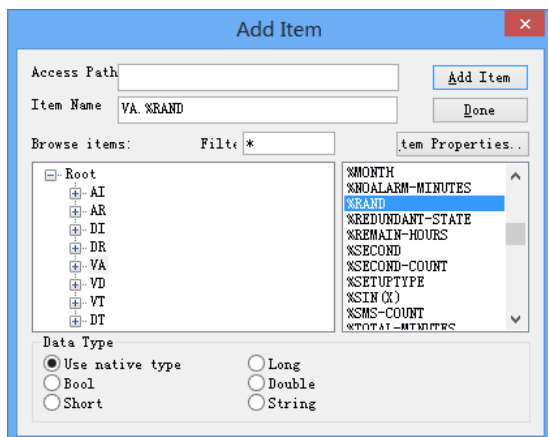 Add Item
Access Path
Add Item
Item Name
VA.%RAND
Done
Browse items:
Filte
*
.tem Properties..
Root
AI
AR
DI
DR
VA
VD
VT
DT
%MONTH
%NOALARM-MINUTES
%RAND
%REDUNDANT-STATE
%REMAIN-HOURS
%SECOND
%SECOND-COUNT
%SETUPTYPE
%SIN(X)
%SMS-COUNT
%TOTAL-MINUTES
Data Type
Use native type
Long
Bool
Double
Short
String